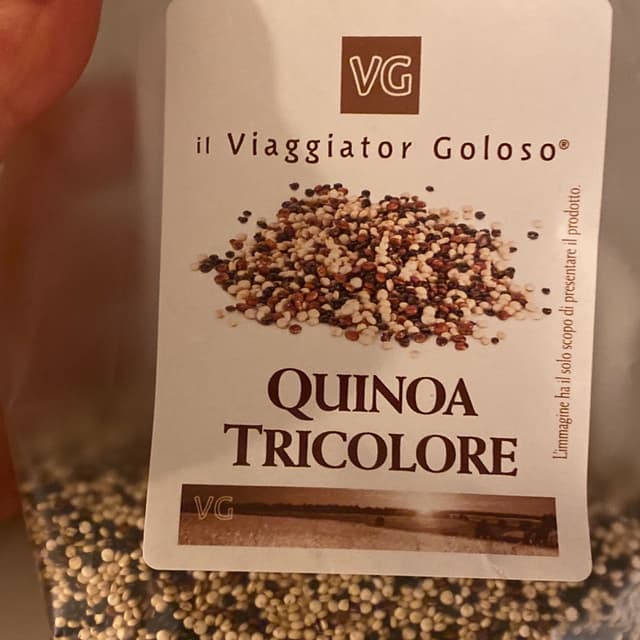 VG
il Viaggiator Goloso®
L'immagine ha il solo scopo di presentare il prodotto.
QUINOA
TRICOLORE
VG